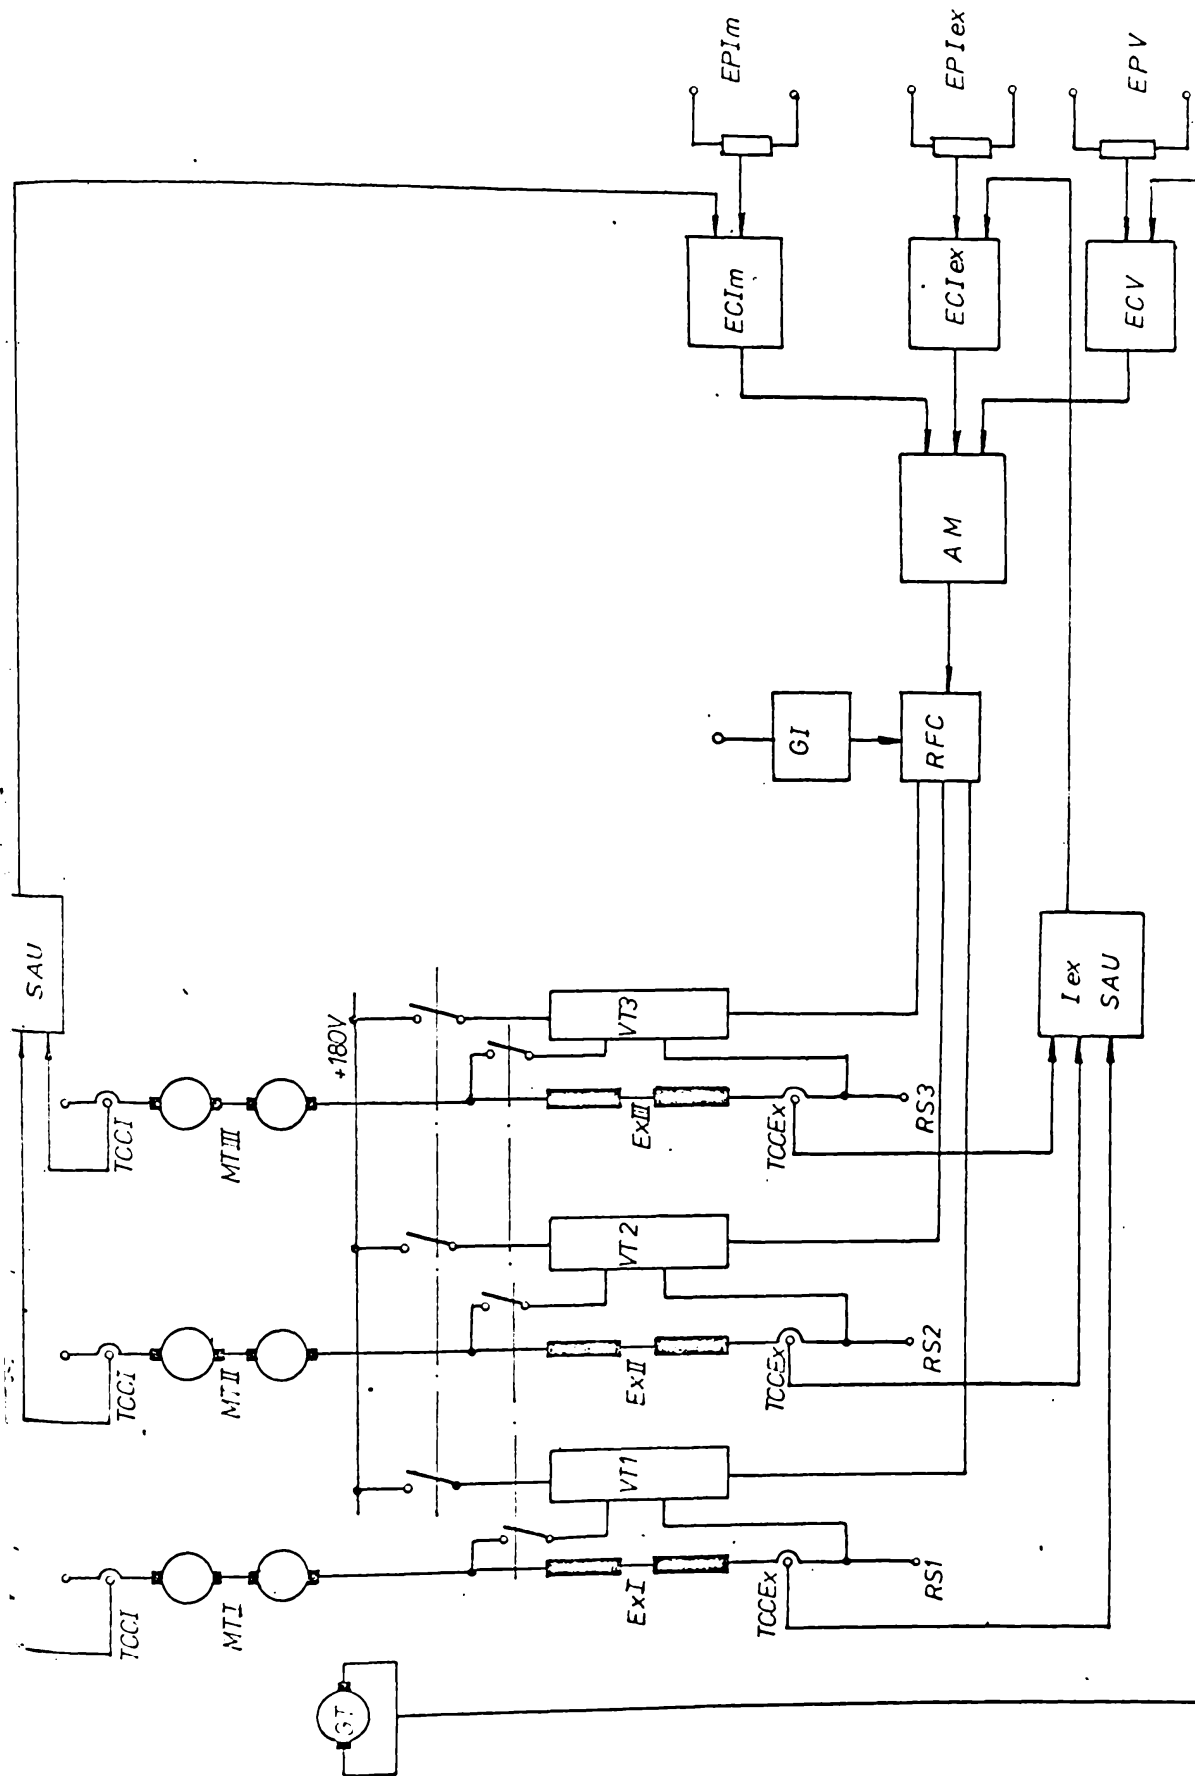 SAU
TCCI
MTIII
TCCI
MTII
TCCI
MTI
+180V
VT3
VT2
VT1
ExIII
ExII
ExI
TCCEx
TCCEx
TCCEx
RS3
RS2
RS1
GI
RFC
AM
Iex
SAU
ECIm
ECIex
ECV
EPIm
EPIex
EPV